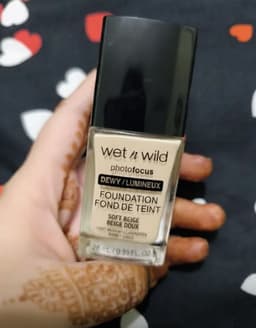 wet n wild
photofocus
DEWY / LUMINEUX
FOUNDATION
FOND DE TEINT
SOFT BEIGE
BEIGE DOUX